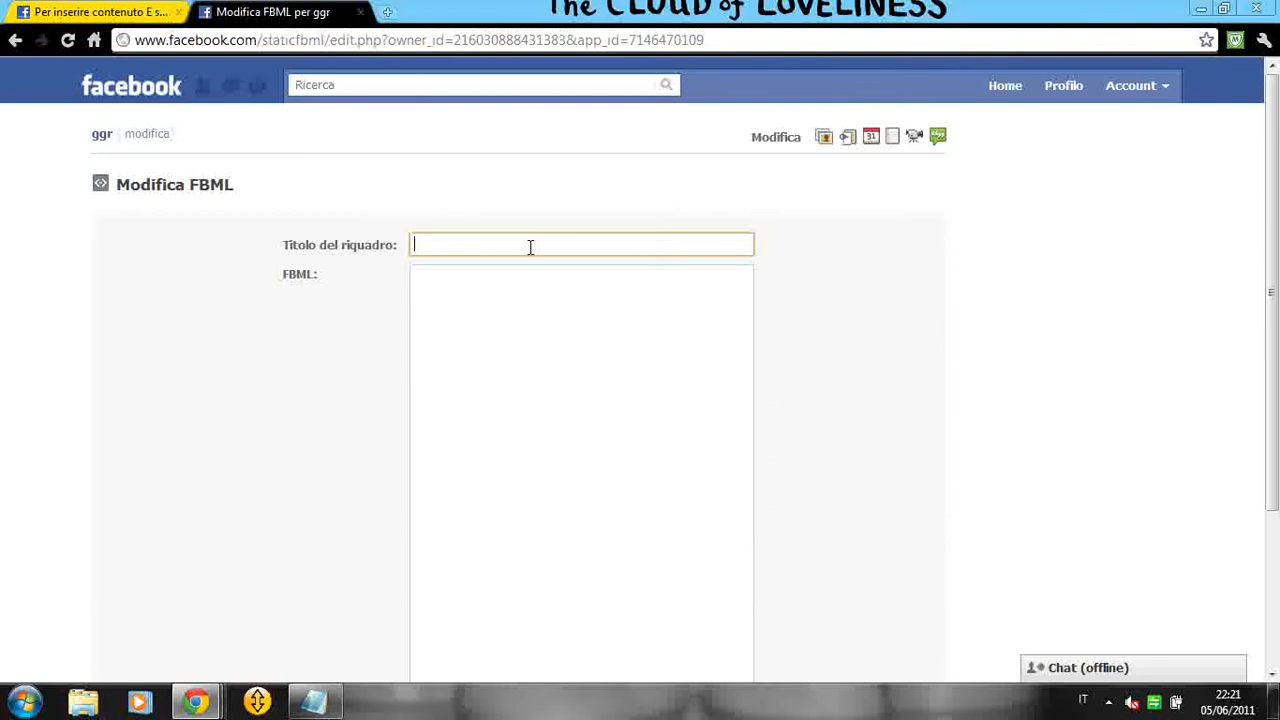 The CLOUD of LOVELINESS
Per inserire contenuto E s...
Modifica FBML per ggr
www.facebook.com/staticfbml/edit.php?owner_id=216030888431383&app_id=7146470109
facebook
Ricerca
Home Profilo Account
ggr modifica
Modifica
31
Modifica FBML
Titolo del riquadro:
FBML:
Chat (offline)
IT
22:21
05/06/2011